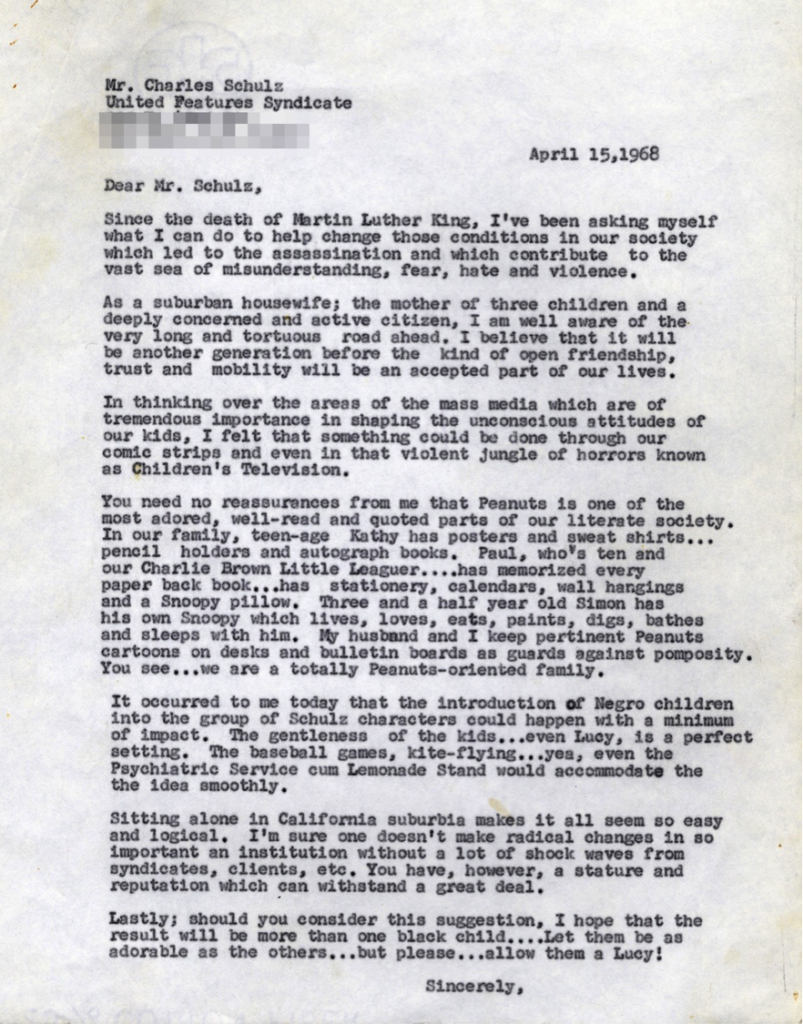 Mr. Charles Schulz
United Features Syndicate
April 15,1968
Dear Mr. Schulz,
Since the death of Martin Luther King, I've been asking myself
what I can do to help change those conditions in our society
which led to the assassination and which contribute to the
vast sea of misunderstanding, fear, hate and violence.
As a suburban housewife; the mother of three children and a
deeply concerned and active citizen, I am well aware of the
very long and tortuous road ahead. I believe that it will
be another generation before the kind of open friendship,
trust and mobility will be an accepted part of our lives.
In thinking over the areas of the mass media which are of
tremendous importance in shaping the unconscious attitudes of
our kids, I felt that something could be done through our
comic strips and even in that violent jungle of horrors known
as Children's Television.
You need no reassurances from me that Peanuts is one of the
most adored, well-read and quoted parts of our literate society.
In our family, teen-age Kathy has posters and sweat shirts...
pencil holders and autograph books. Paul, who's ten and
our Charlie Brown Little Leaguer....has memorized every
paper back book...has stationery, calendars, wall hangings
and a Snoopy pillow. Three and a half year old Simon has
his own Snoopy which lives, loves, eats, paints, digs, bathes
and sleeps with him. My husband and I keep pertinent Peanuts
cartoons on desks and bulletin boards as guards against pomposity.
You see...we are a totally Peanuts-oriented family.
It occurred to me today that the introduction of Negro children
into the group of Schulz characters could happen with a minimum
of impact. The gentleness of the kids...even Lucy, is a perfect
setting. The baseball games, kite-flying...yea, even the
Psychiatric Service cum Lemonade Stand would accommodate the
the idea smoothly.
Sitting alone in California suburbia makes it all seem so easy
and logical. I'm sure one doesn't make radical changes in so
important an institution without a lot of shock waves from
syndicates, clients, etc. You have, however, a stature and
reputation which can withstand a great deal.
Lastly; should you consider this suggestion, I hope that the
result will be more than one black child....Let them be as
adorable as the others...but please...allow them a Lucy!
Sincerely,